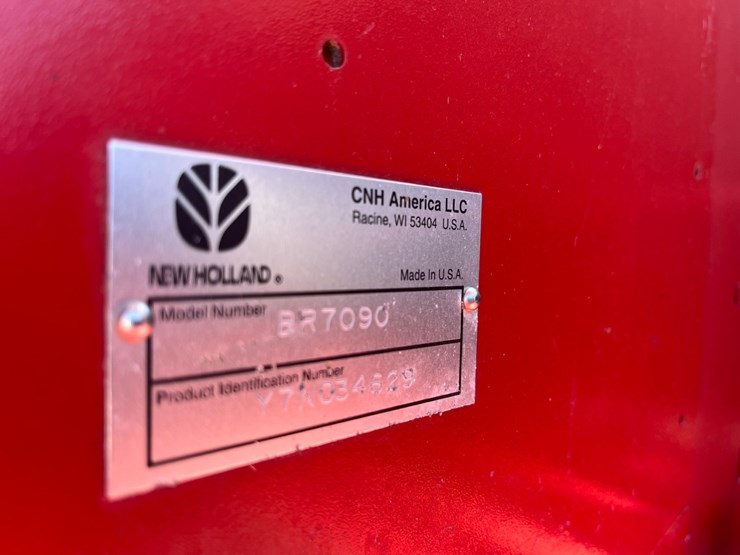 CNH America LLC
Racine, WI 53404 U.S.A.
NEW HOLLAND
Made In U.S.A.
Model Number
BR7090
Product Identification Number